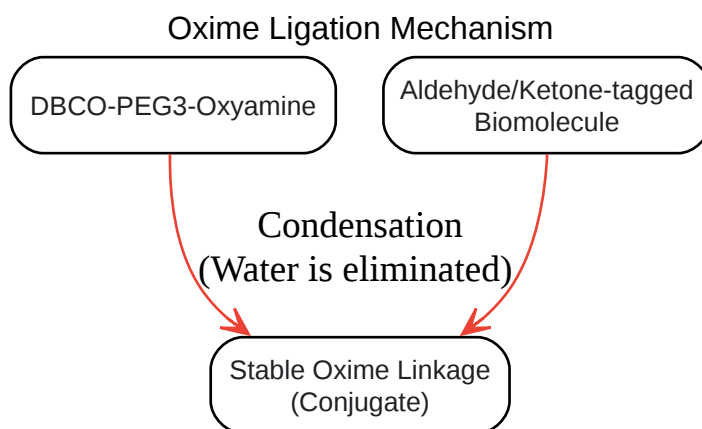 Oxime Ligation Mechanism
DBCO-PEG3-Oxyamine
Aldehyde/Ketone-tagged
Biomolecule
Condensation
(Water is eliminated)
Stable Oxime Linkage
(Conjugate)